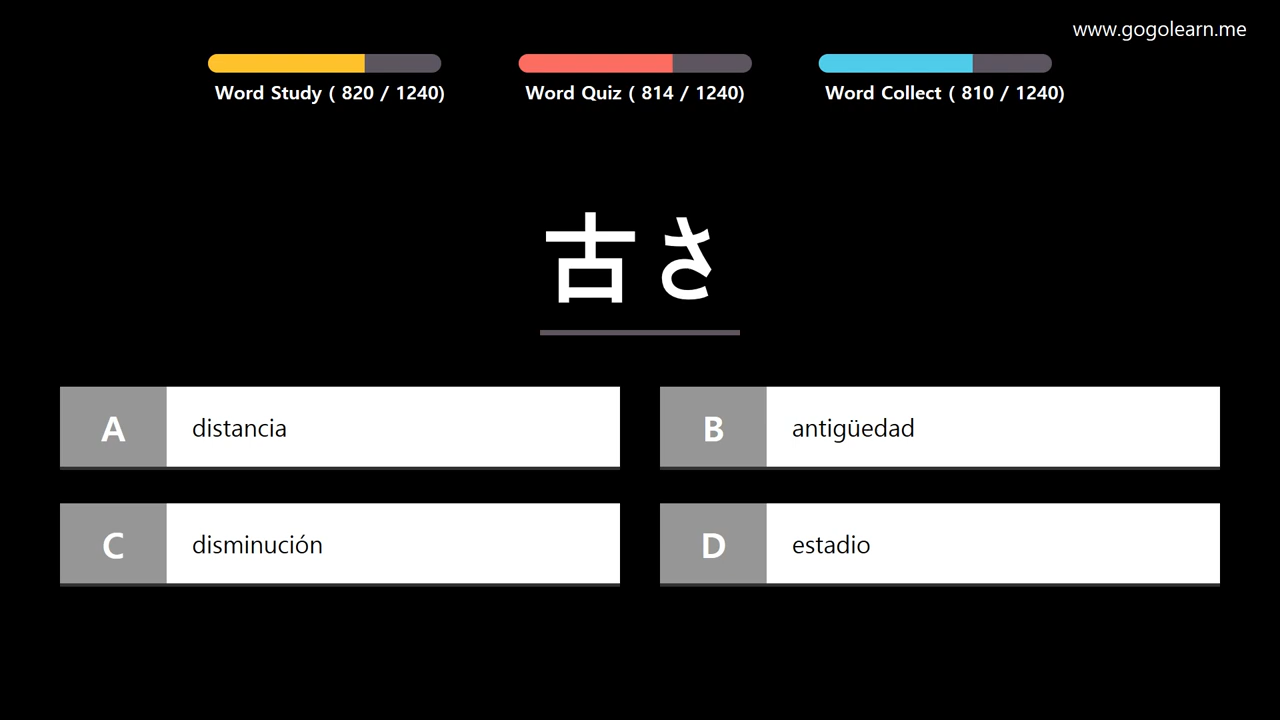 www.gogolearn.me
Word Study ( 820 / 1240)
Word Quiz ( 814 / 1240)
Word Collect ( 810 / 1240)
古さ
A distancia
B antigüedad
C disminución
D estadio